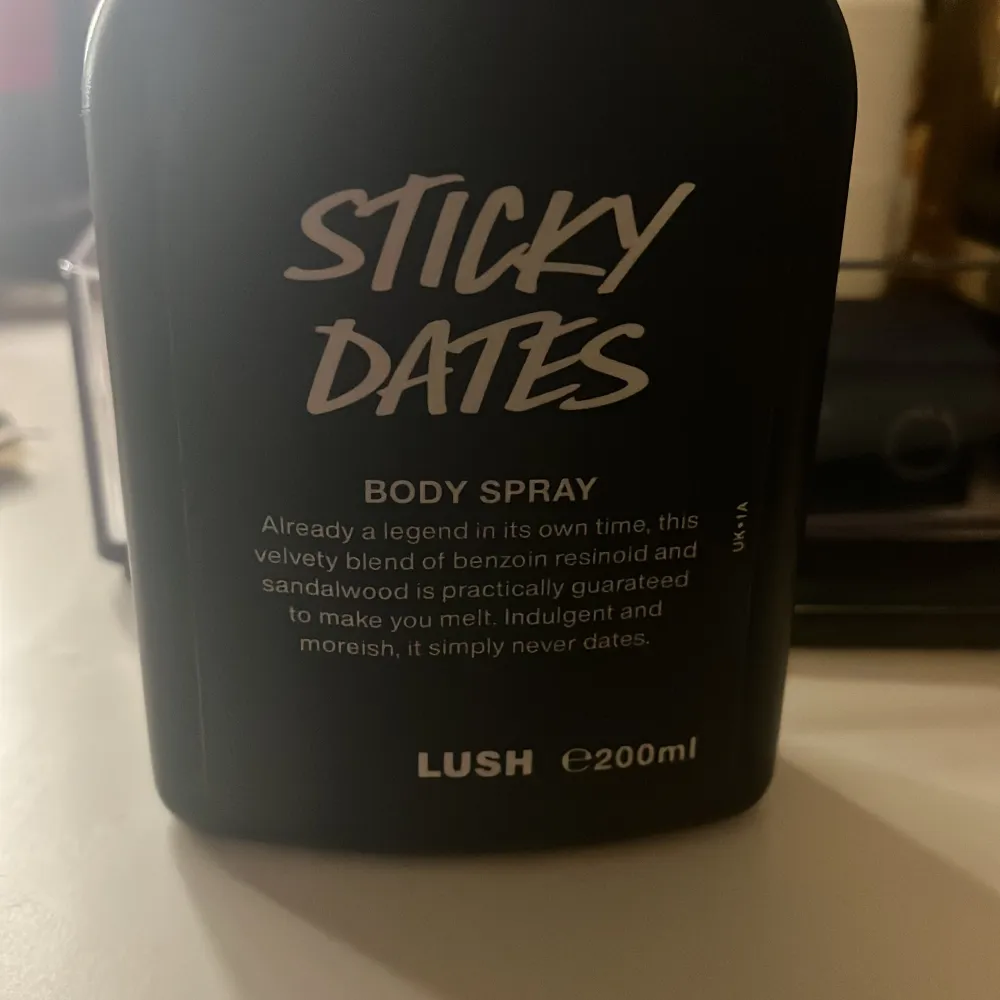 STICKY
DATES
BODY SPRAY
Already a legend in its own time, this
velvety blend of benzoin resinoid and
sandalwood is practically guarateed
to make you melt. Indulgent and
moreish, it simply never dates.
UK•1A
LUSH ℮200ml